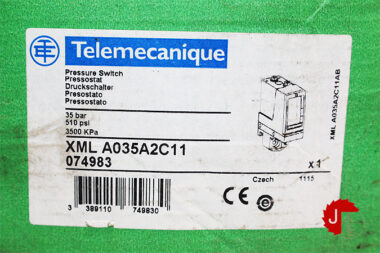 Telemecanique
Pressure Switch
Pressostat
Druckschalter
Presostato
Pressostato
35 bar
510 psi
3500 KPa
XML A035A2C11
074983
XML A035A2C11AB
x 1
Czech 1115
CE
3 389110 749830
J